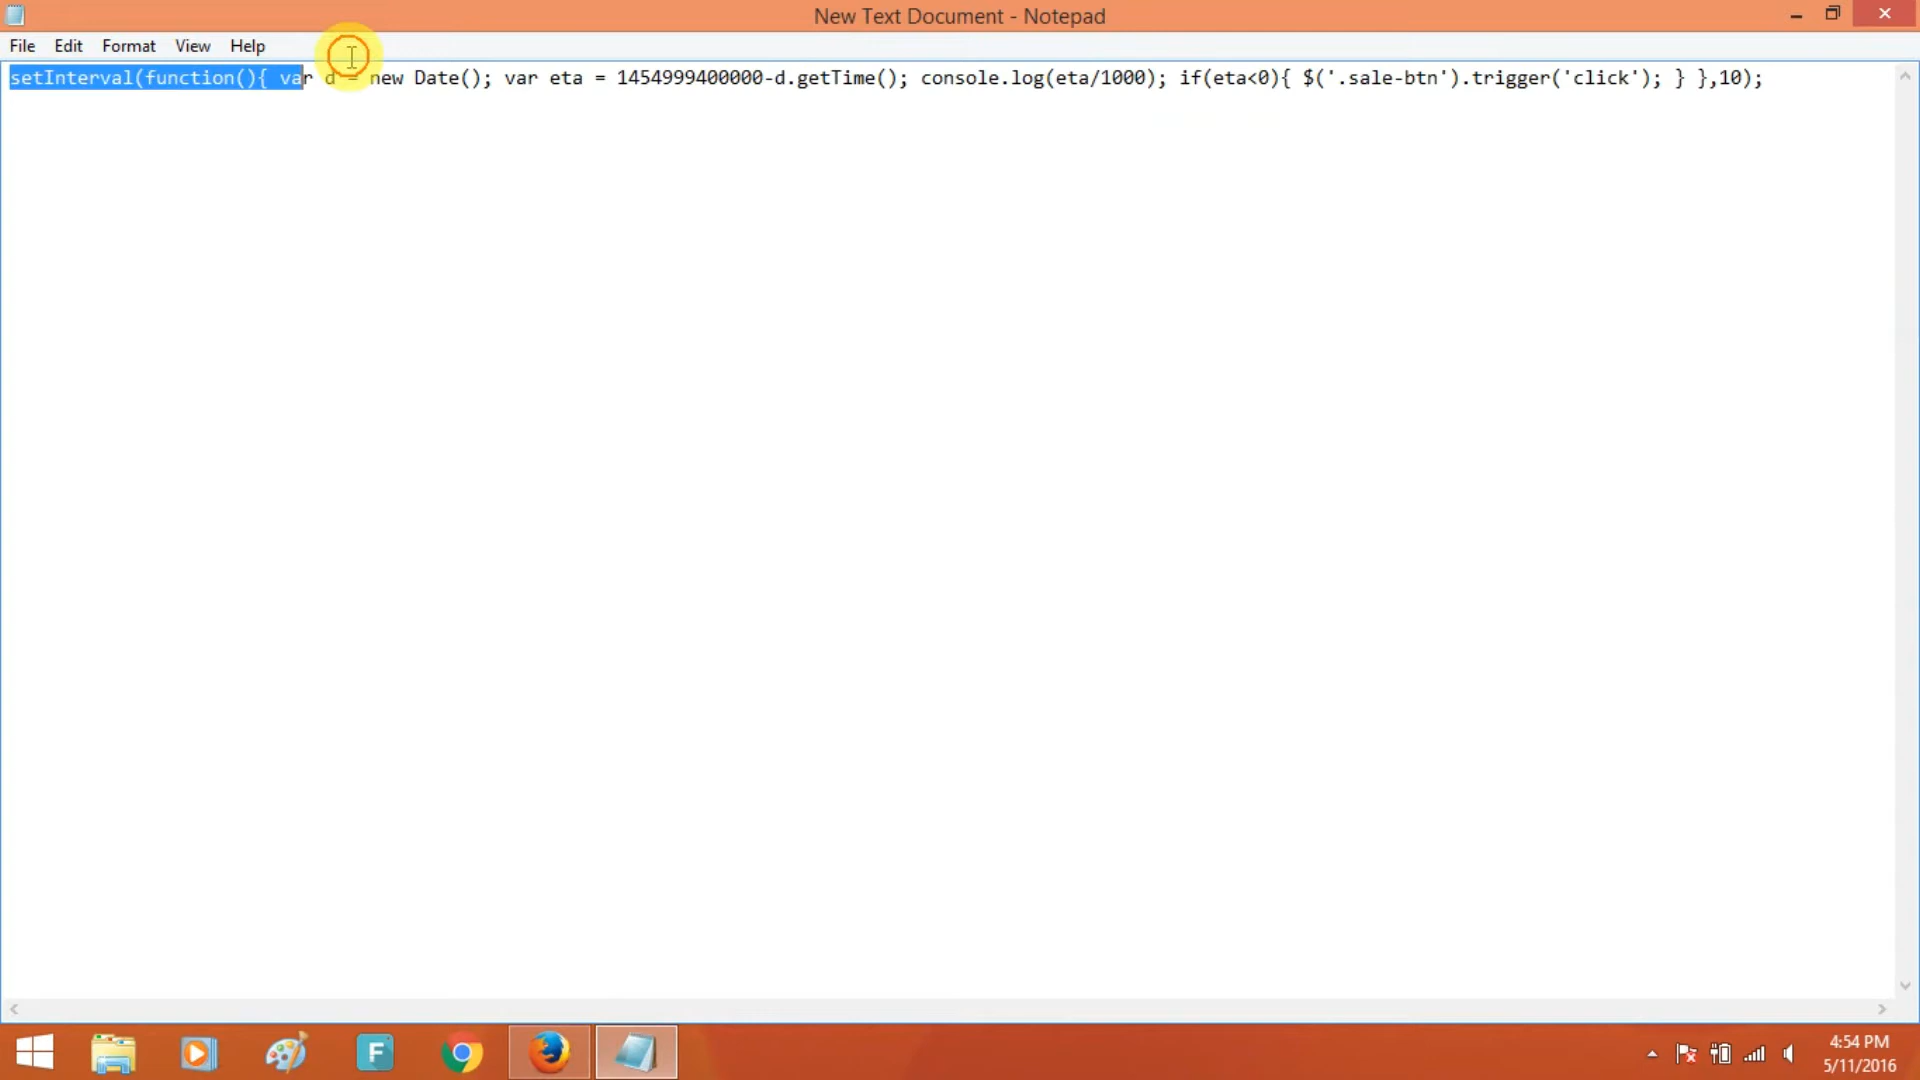 New Text Document - Notepad
File Edit Format View Help
setInterval(function(){ var d = new Date(); var eta = 1454999400000-d.getTime(); console.log(eta/1000); if(eta<0){ $('.sale-btn').trigger('click'); } },10);
F
4:54 PM
5/11/2016